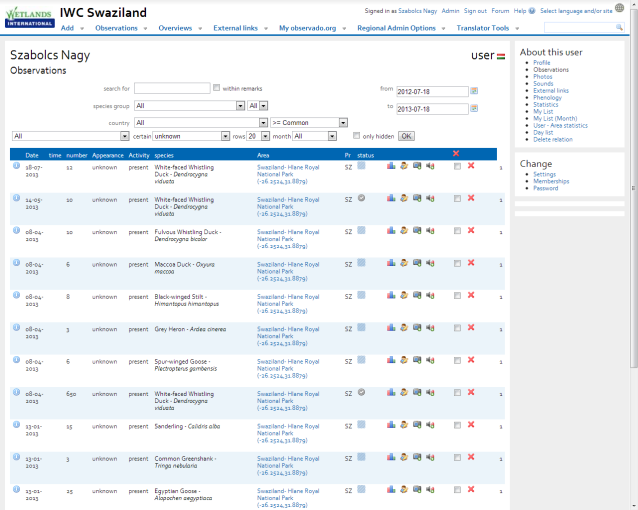 WETLANDS
INTERNATIONAL
IWC Swaziland
Signed in as Szabolcs Nagy Admin Sign out Forum Help Select language and/or site
Add Observations Overviews External links My observado.org Regional Admin Options Translator Tools
Szabolcs Nagy
user
Observations
search for within remarks from 2012-07-18
species group All All to 2013-07-18
country All >= Common
All certain unknown rows 20 month All only hidden OK
Date time number Appearance Activity species Area Pr status
18-07-2013 12 unknown present White-faced Whistling Duck - Dendrocygna viduata Swaziland- Hlane Royal National Park (-26.2524,31.8879) SZ 1
14-05-2013 10 unknown present White-faced Whistling Duck - Dendrocygna viduata Swaziland- Hlane Royal National Park (-26.2524,31.8879) SZ 1
08-04-2013 10 unknown present Fulvous Whistling Duck - Dendrocygna bicolor Swaziland- Hlane Royal National Park (-26.2524,31.8879) SZ 1
08-04-2013 6 unknown present Maccoa Duck - Oxyura maccoa Swaziland- Hlane Royal National Park (-26.2524,31.8879) SZ 1
08-04-2013 8 unknown present Black-winged Stilt - Himantopus himantopus Swaziland- Hlane Royal National Park (-26.2524,31.8879) SZ 1
08-04-2013 3 unknown present Grey Heron - Ardea cinerea Swaziland- Hlane Royal National Park (-26.2524,31.8879) SZ 1
08-04-2013 6 unknown present Spur-winged Goose - Plectropterus gambensis Swaziland- Hlane Royal National Park (-26.2524,31.8879) SZ 1
08-04-2013 650 unknown present White-faced Whistling Duck - Dendrocygna viduata Swaziland- Hlane Royal National Park (-26.2524,31.8879) SZ 1
13-01-2013 15 unknown present Sanderling - Calidris alba Swaziland- Hlane Royal National Park (-26.2524,31.8879) SZ 1
13-01-2013 3 unknown present Common Greenshank - Tringa nebularia Swaziland- Hlane Royal National Park (-26.2524,31.8879) SZ 1
13-01-2013 25 unknown present Egyptian Goose - Alopochen aegyptiaca Swaziland- Hlane Royal National Park SZ 1
About this user
Profile
Observations
Photos
Sounds
External links
Phenology
Statistics
My List
My List (Month)
User - Area statistics
Day list
Delete relation
Change
Settings
Memberships
Password